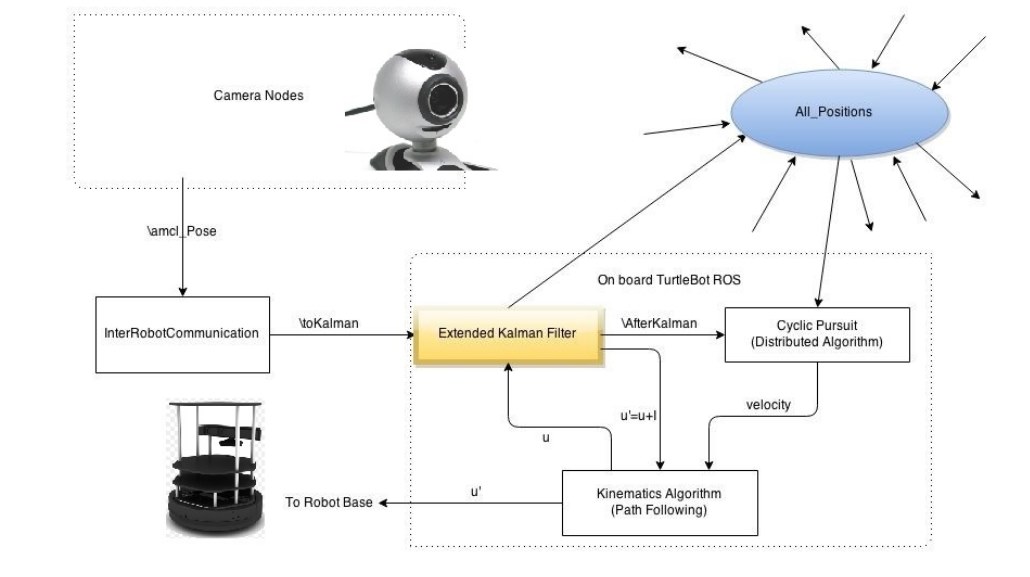 Camera Nodes
All_Positions
\amcl_Pose
On board TurtleBot ROS
InterRobotCommunication
\toKalman
Extended Kalman Filter
\AfterKalman
Cyclic Pursuit
(Distributed Algorithm)
velocity
u'=u+l
u
Kinematics Algorithm
(Path Following)
u'
To Robot Base